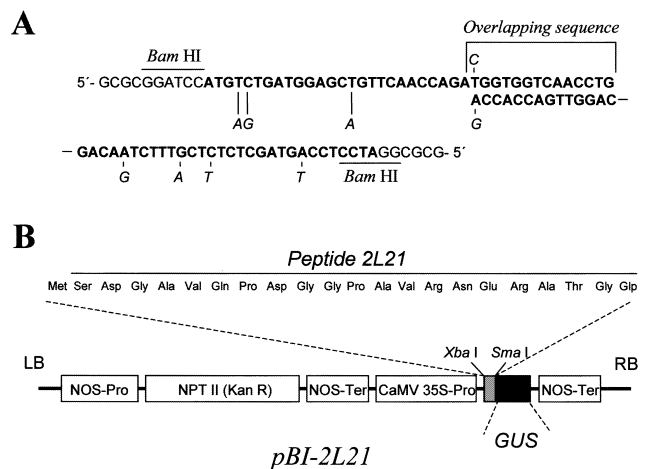 A
Overlapping sequence
Bam HI
C
5´- GCGCGGATCCATGTCTGATGGAGCTGTTCAACCAGATGGTGGTCAACCTG
ACCACCAGTTGGAC–
AG A G
– GACAATCTTTGCTCTCTCGATGACCTCCTAGGCGCG- 5´
G A T T Bam HI
B
Peptide 2L21
Met Ser Asp Gly Ala Val Gln Pro Asp Gly Gly Pro Ala Val Arg Asn Glu Arg Ala Thr Gly Glp
Xba I Sma I
LB RB
NOS-Pro NPT II (Kan R) NOS-Ter CaMV 35S-Pro NOS-Ter
GUS
pBI-2L21